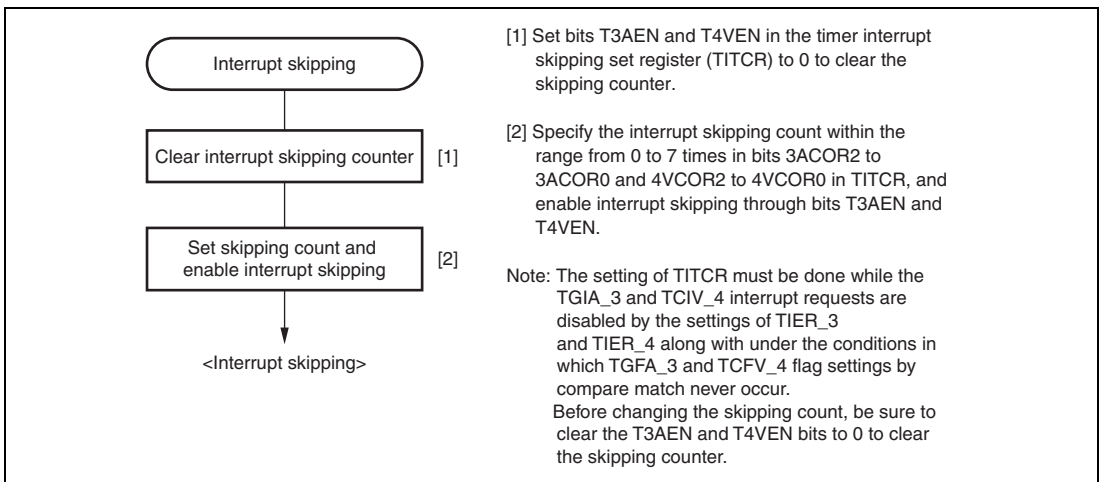 Interrupt skipping
Clear interrupt skipping counter
[1]
Set skipping count and
enable interrupt skipping
[2]
<Interrupt skipping>
[1] Set bits T3AEN and T4VEN in the timer interrupt
skipping set register (TITCR) to 0 to clear the
skipping counter.
[2] Specify the interrupt skipping count within the
range from 0 to 7 times in bits 3ACOR2 to
3ACOR0 and 4VCOR2 to 4VCOR0 in TITCR, and
enable interrupt skipping through bits T3AEN and
T4VEN.
Note: The setting of TITCR must be done while the
TGIA_3 and TCIV_4 interrupt requests are
disabled by the settings of TIER_3
and TIER_4 along with under the conditions in
which TGFA_3 and TCFV_4 flag settings by
compare match never occur.
Before changing the skipping count, be sure to
clear the T3AEN and T4VEN bits to 0 to clear
the skipping counter.